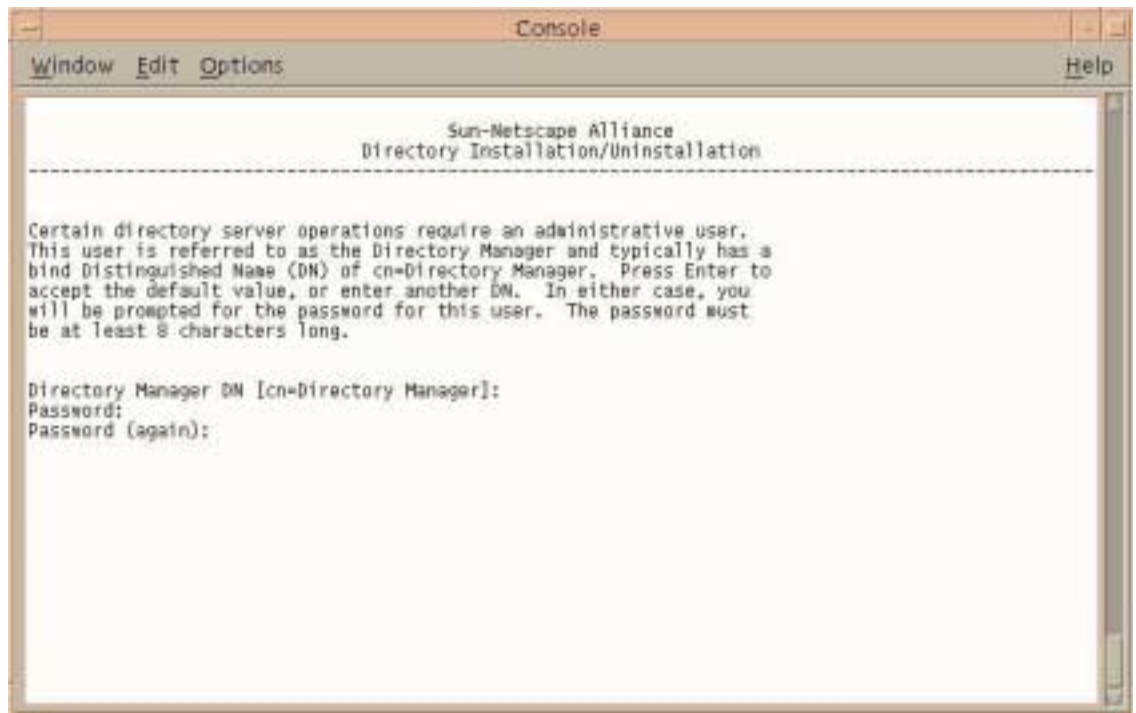 Console
Window Edit Options Help
Sun-Netscape Alliance
Directory Installation/Uninstallation
Certain directory server operations require an administrative user.
This user is referred to as the Directory Manager and typically has a
bind Distinguished Name (DN) of cn=Directory Manager.  Press Enter to
accept the default value, or enter another DN.  In either case, you
will be prompted for the password for this user.  The password must
be at least 8 characters long.
Directory Manager DN [cn=Directory Manager]:
Password:
Password (again):